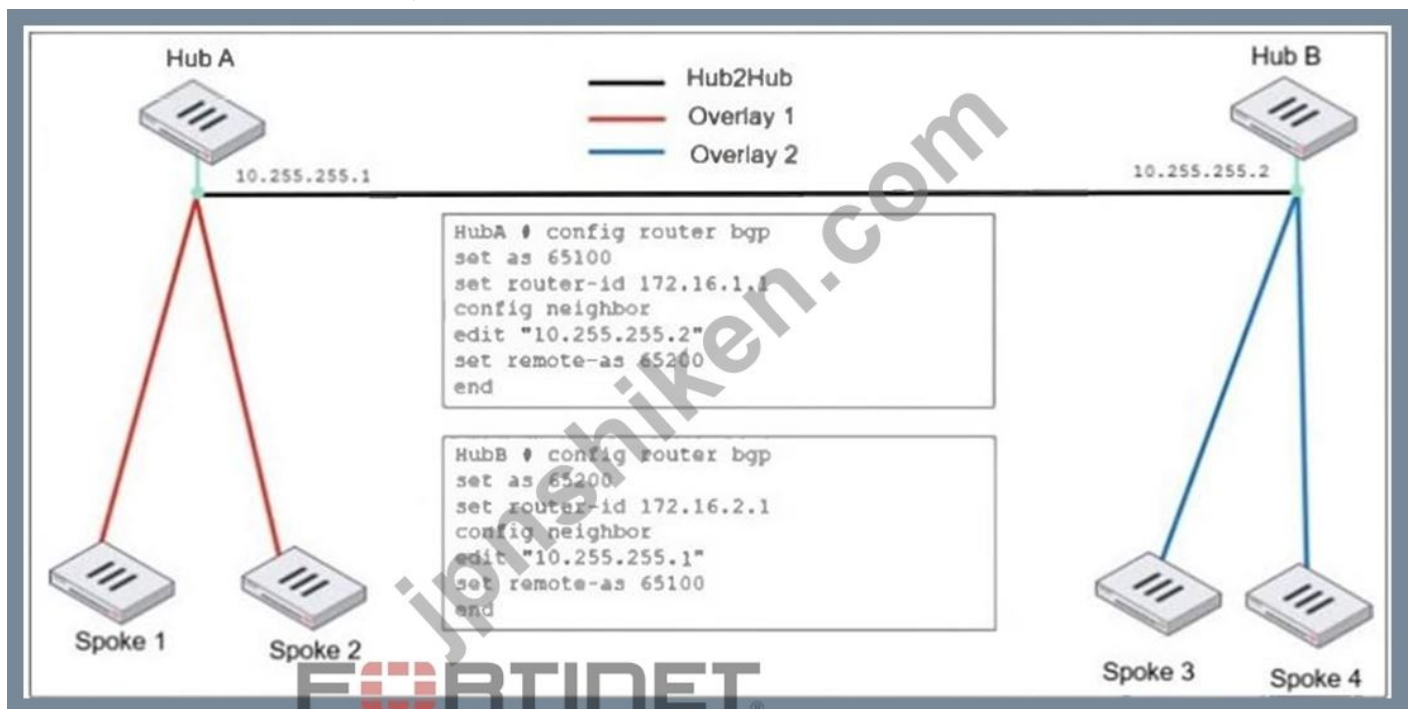 Hub A
Hub B
Hub2Hub
Overlay 1
Overlay 2
10.255.255.1
10.255.255.2
HubA # config router bgp
set as 65100
set router-id 172.16.1.1
config neighbor
edit "10.255.255.2"
set remote-as 65200
end
HubB # config router bgp
set as 65200
set router-id 172.16.2.1
config neighbor
edit "10.255.255.1"
set remote-as 65100
end
Spoke 1
Spoke 2
Spoke 3
Spoke 4
jpnshiken.com
FORTINET®